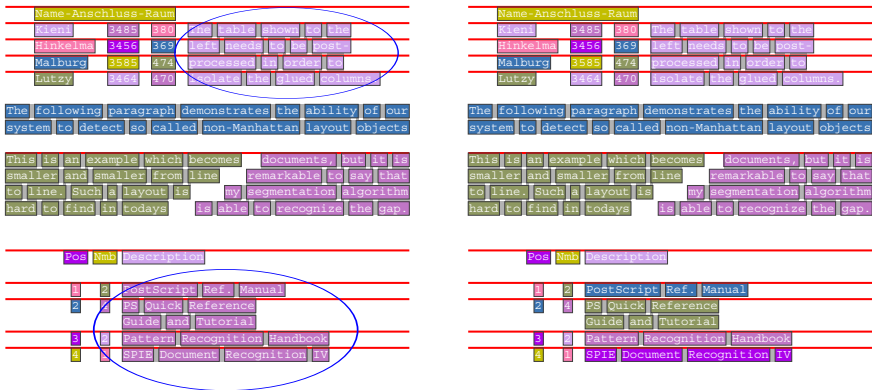 Name-Anschluss-Raum
Kieni 3485 380 The table shown to the
Hinkelma 3456 369 left needs to be post-
Malburg 3585 474 processed in order to
Lutzy 3464 470 isolate the glued columns.
The following paragraph demonstrates the ability of our
system to detect so called non-Manhattan layout objects
This is an example which becomes documents, but it is
smaller and smaller from line remarkable to say that
to line. Such a layout is my segmentation algorithm
hard to find in todays is able to recognize the gap.
Pos Nmb Description
1 2 PostScript Ref. Manual
2 4 PS Quick Reference
Guide and Tutorial
3 2 Pattern Recognition Handbook
4 1 SPIE Document Recognition IV
Name-Anschluss-Raum
Kieni 3485 380 The table shown to the
Hinkelma 3456 369 left needs to be post-
Malburg 3585 474 processed in order to
Lutzy 3464 470 isolate the glued columns.
The following paragraph demonstrates the ability of our
system to detect so called non-Manhattan layout objects
This is an example which becomes documents, but it is
smaller and smaller from line remarkable to say that
to line. Such a layout is my segmentation algorithm
hard to find in todays is able to recognize the gap.
Pos Nmb Description
1 2 PostScript Ref. Manual
2 4 PS Quick Reference
Guide and Tutorial
3 2 Pattern Recognition Handbook
4 1 SPIE Document Recognition IV